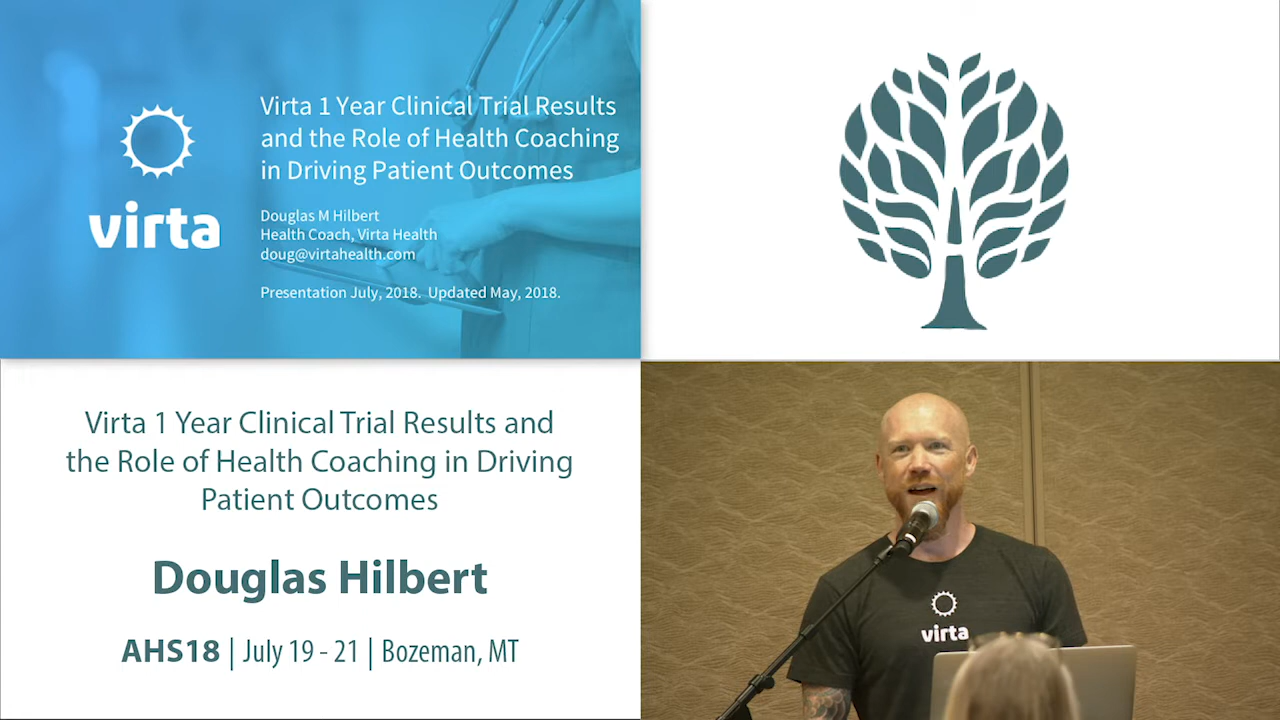 virta
Virta 1 Year Clinical Trial Results
and the Role of Health Coaching
in Driving Patient Outcomes
Douglas M Hilbert
Health Coach, Virta Health
doug@virtahealth.com
Presentation July, 2018. Updated May, 2018.
Virta 1 Year Clinical Trial Results and
the Role of Health Coaching in Driving
Patient Outcomes
Douglas Hilbert
AHS18 | July 19 - 21 | Bozeman, MT
virta